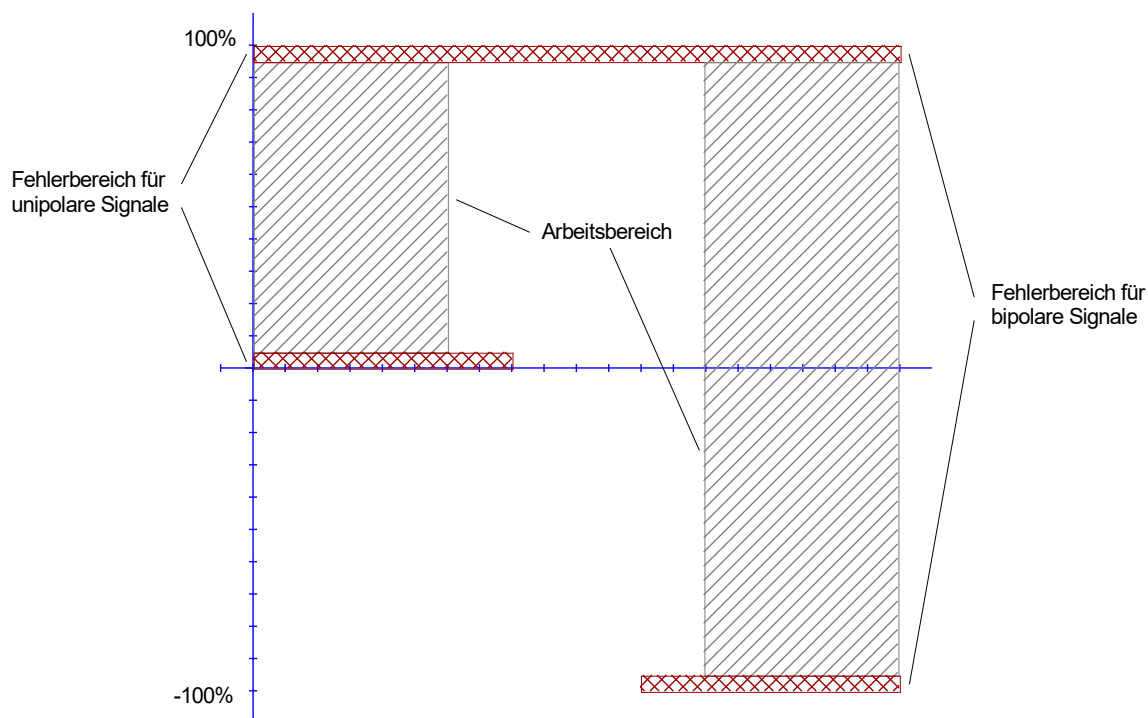 100%
Fehlerbereich für
unipolare Signale
Arbeitsbereich
Fehlerbereich für
bipolare Signale
-100%